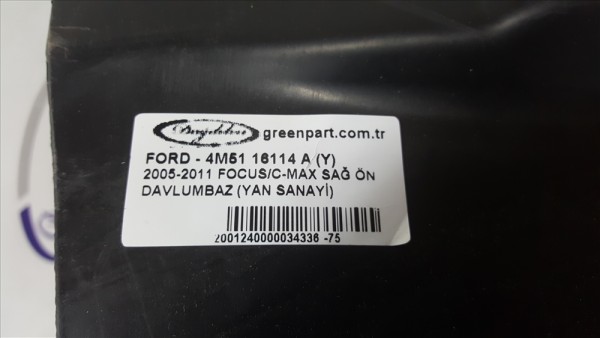 greenpart.com.tr
FORD - 4M51 16114 A (Y)
2005-2011 FOCUS/C-MAX SAĞ ÖN
DAVLUMBAZ (YAN SANAYİ)
2001240000034336 -75